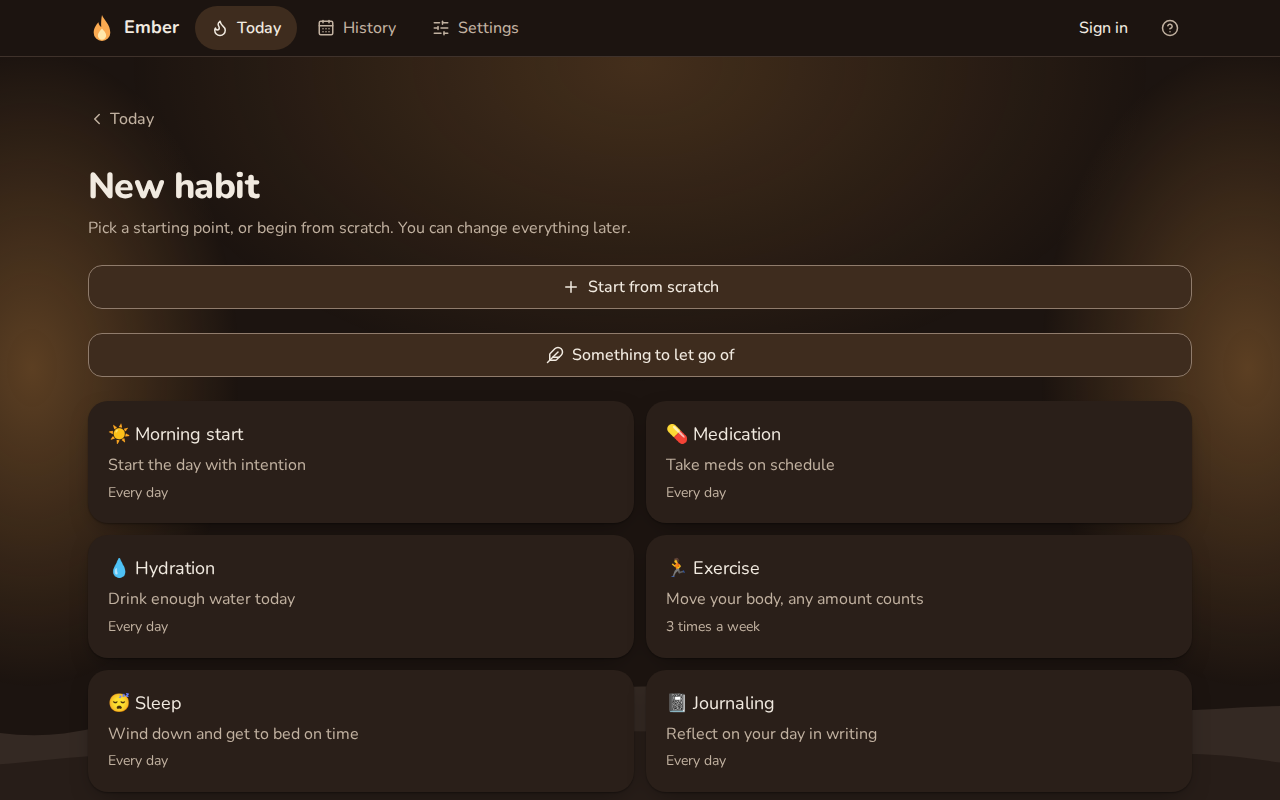 Ember
Today
History
Settings
Sign in
Today
New habit
Pick a starting point, or begin from scratch. You can change everything later.
Start from scratch
Something to let go of
Morning start
Start the day with intention
Every day
Medication
Take meds on schedule
Every day
Hydration
Drink enough water today
Every day
Exercise
Move your body, any amount counts
3 times a week
Sleep
Wind down and get to bed on time
Every day
Journaling
Reflect on your day in writing
Every day